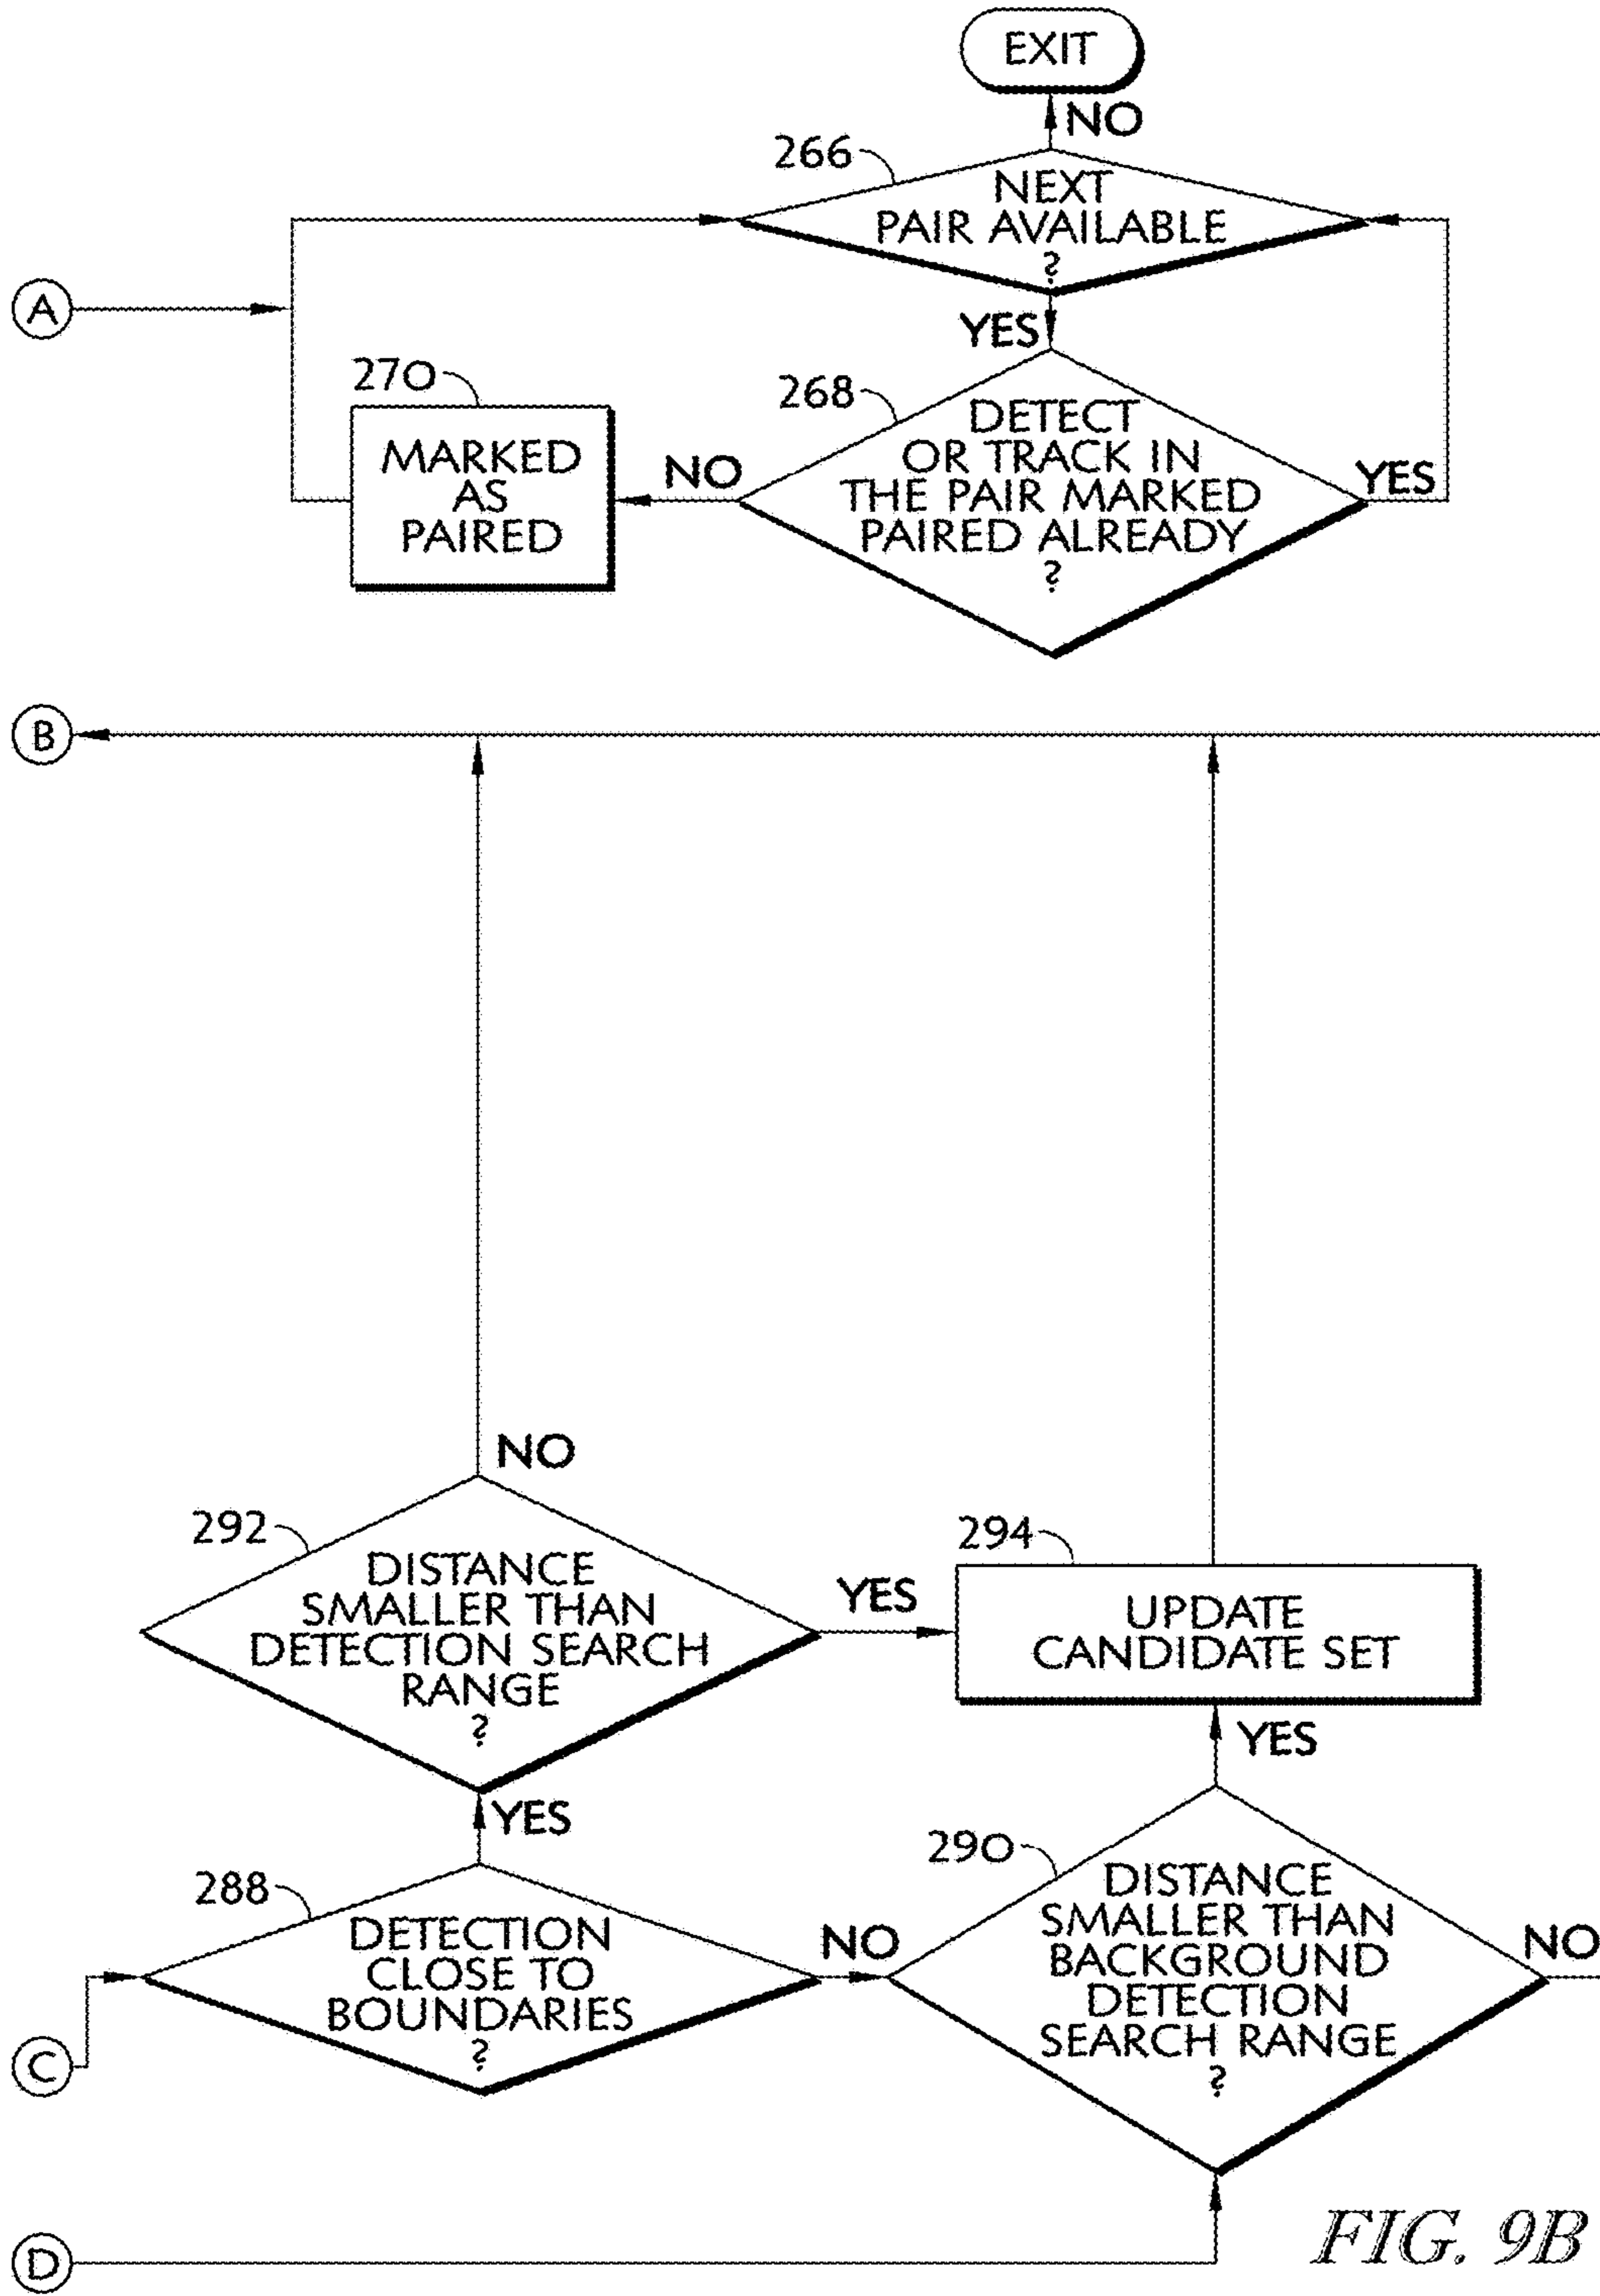 EXIT
NO
266
NEXT
PAIR AVAILABLE
?
A
YES
270
268
MARKED
AS
PAIRED
NO
DETECT
OR TRACK IN
THE PAIR MARKED
PAIRED ALREADY
?
YES
B
NO
292
DISTANCE
SMALLER THAN
DETECTION SEARCH
RANGE
?
YES
294
UPDATE
CANDIDATE SET
YES
YES
288
DETECTION
CLOSE TO
BOUNDARIES
?
NO
290
DISTANCE
SMALLER THAN
BACKGROUND
DETECTION
SEARCH RANGE
?
NO
C
D
FIG. 9B